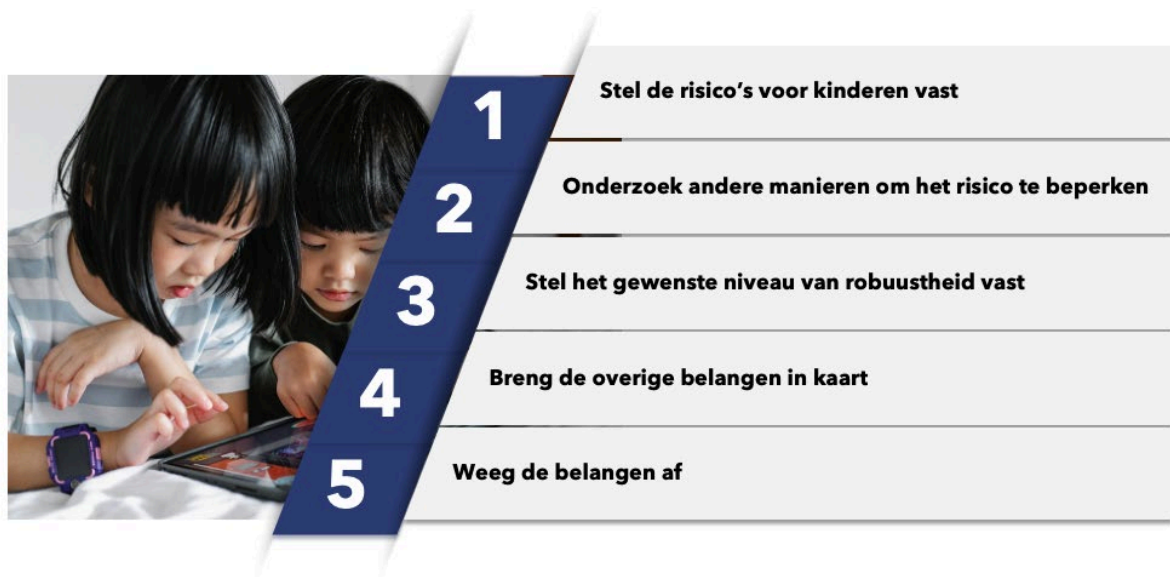 1
Stel de risico’s voor kinderen vast
2
Onderzoek andere manieren om het risico te beperken
3
Stel het gewenste niveau van robuustheid vast
4
Breng de overige belangen in kaart
5
Weeg de belangen af